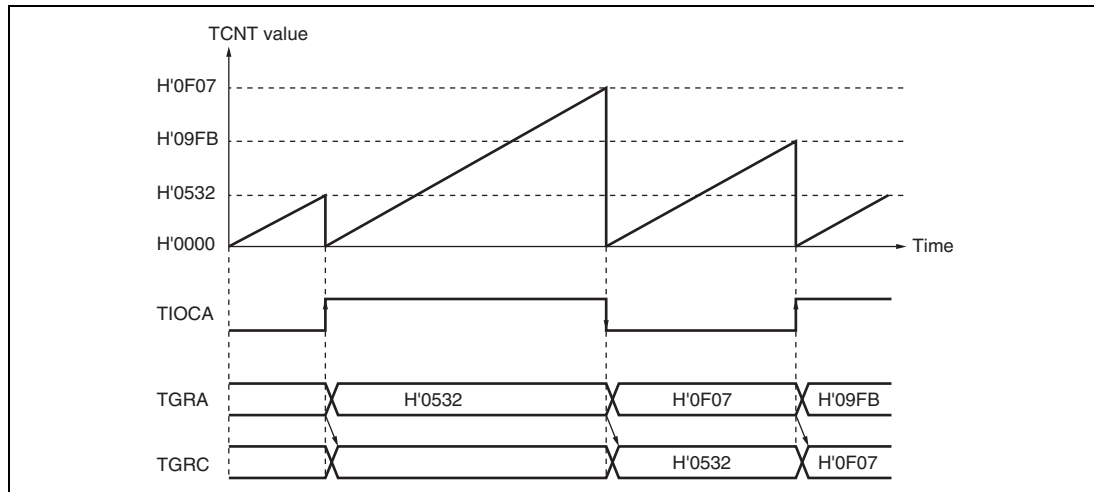 TCNT value
H'0F07
H'09FB
H'0532
H'0000
Time
TIOCA
TGRA H'0532 H'0F07 H'09FB
TGRC H'0532 H'0F07